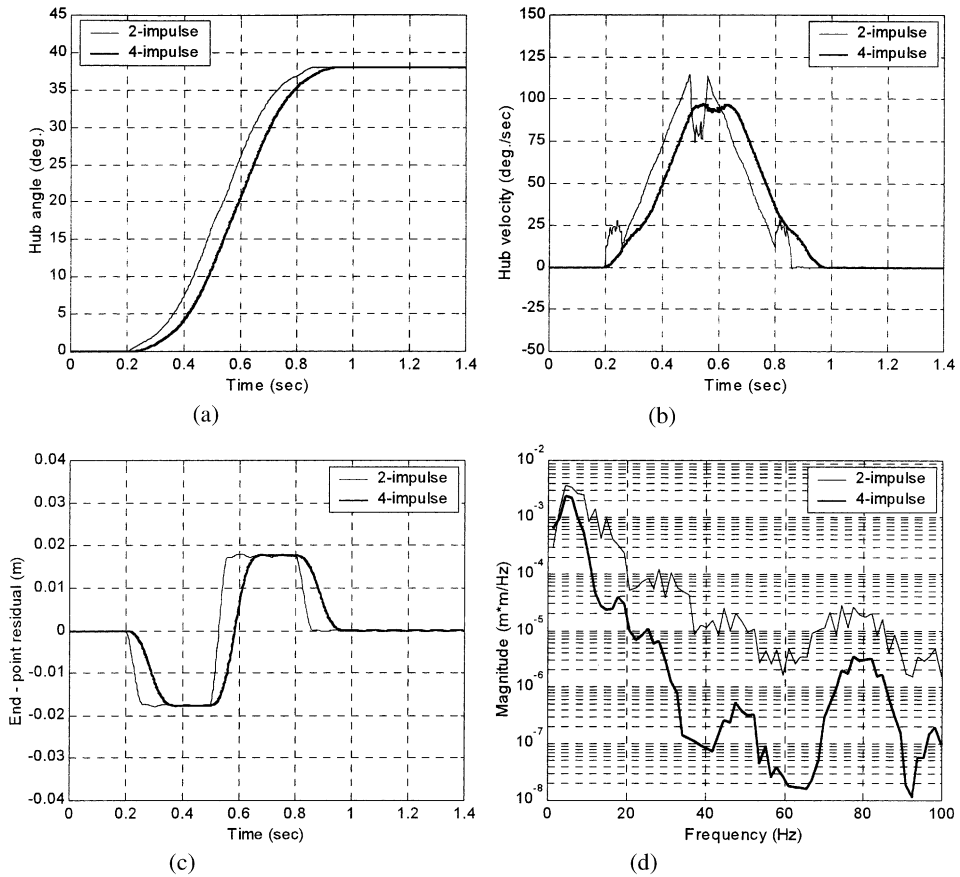 45
40
35
30
25
20
15
10
5
0
2-impulse
4-impulse
Hub angle (deg.)
0 0.2 0.4 0.6 0.8 1 1.2 1.4
Time (sec)
(a)
150
125
100
75
50
25
0
-25
-50
2-impulse
4-impulse
Hub velocity (deg./sec)
0 0.2 0.4 0.6 0.8 1 1.2 1.4
Time (sec)
(b)
0.04
0.03
0.02
0.01
0
-0.01
-0.02
-0.03
-0.04
2-impulse
4-impulse
End - point residual (m)
0 0.2 0.4 0.6 0.8 1 1.2 1.4
Time (sec)
(c)
10-2
10-3
10-4
10-5
10-6
10-7
10-8
2-impulse
4-impulse
Magnitude (m*m/Hz)
0 20 40 60 80 100
Frequency (Hz)
(d)